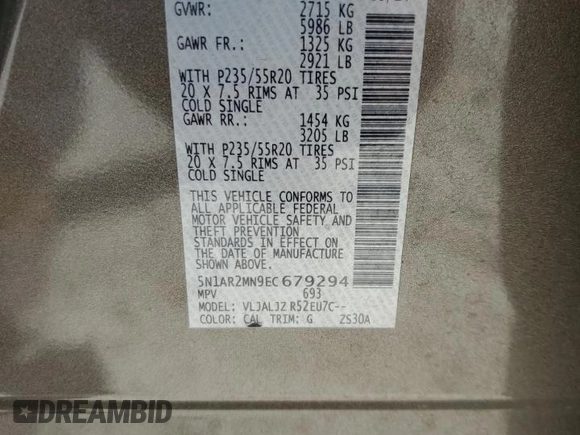 GVWR: 2715 KG
5986 LB
GAWR FR.: 1325 KG
2921 LB
WITH P235/55R20 TIRES
20 X 7.5 RIMS AT 35 PSI
COLD SINGLE
GAWR RR.: 1454 KG
3205 LB
WITH P235/55R20 TIRES
20 X 7.5 RIMS AT 35 PSI
COLD SINGLE
THIS VEHICLE CONFORMS TO
ALL APPLICABLE FEDERAL
MOTOR VEHICLE SAFETY AND
THEFT PREVENTION
STANDARDS IN EFFECT ON
THE DATE OF MANUFACTURE
SHOWN ABOVE.
5N1AR2MN9EC679294
MPV 693
MODEL: VLJALJZ R52EU7C--
COLOR: CAL TRIM: G ZS30A
DREAMBID